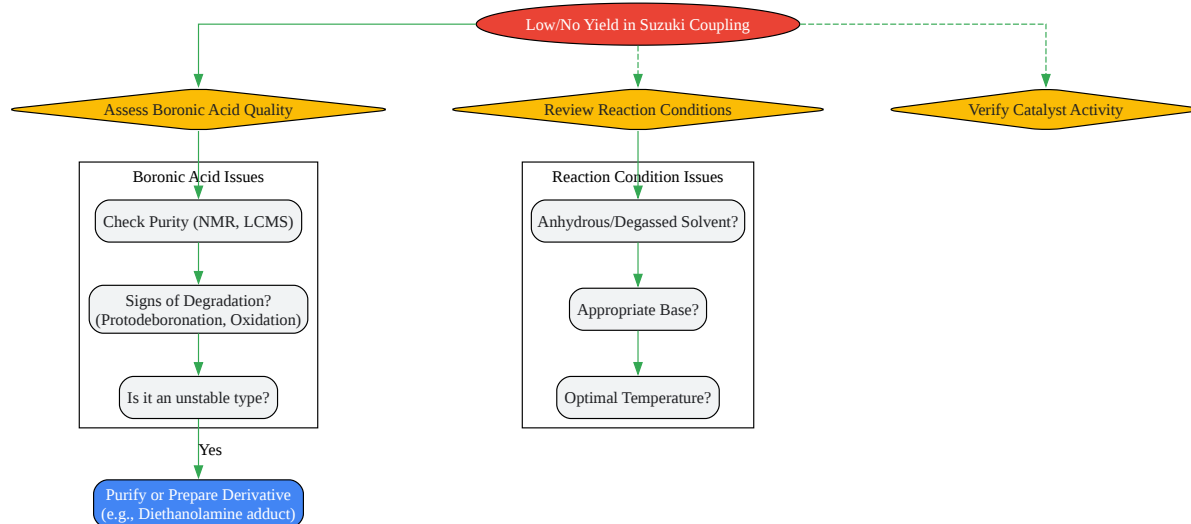 Low/No Yield in Suzuki Coupling
Assess Boronic Acid Quality
Review Reaction Conditions
Verify Catalyst Activity
Boronic Acid Issues
Check Purity (NMR, LCMS)
Signs of Degradation?
(Protodeboronation, Oxidation)
Is it an unstable type?
Yes
Purify or Prepare Derivative
(e.g., Diethanolamine adduct)
Reaction Condition Issues
Anhydrous/Degassed Solvent?
Appropriate Base?
Optimal Temperature?